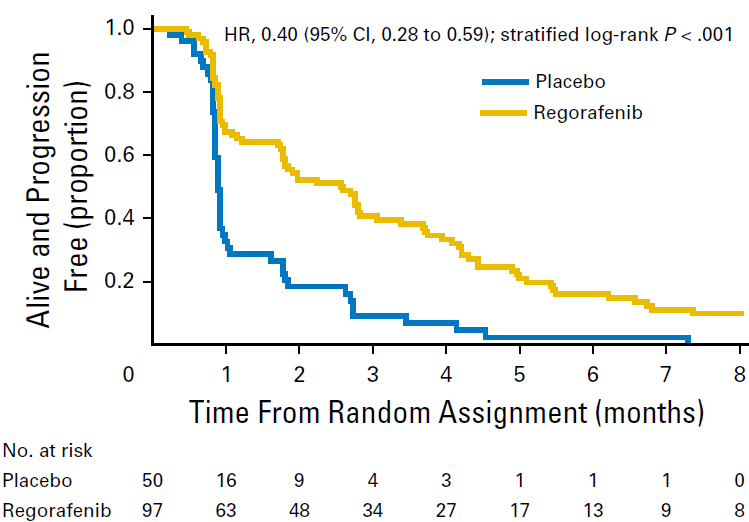 1.0
HR, 0.40 (95% CI, 0.28 to 0.59); stratified log-rank P < .001
Placebo
Regorafenib
0.8
0.6
0.4
0.2
Alive and Progression
Free (proportion)
0 1 2 3 4 5 6 7 8
Time From Random Assignment (months)
No. at risk
Placebo 50 16 9 4 3 1 1 1 0
Regorafenib 97 63 48 34 27 17 13 9 8